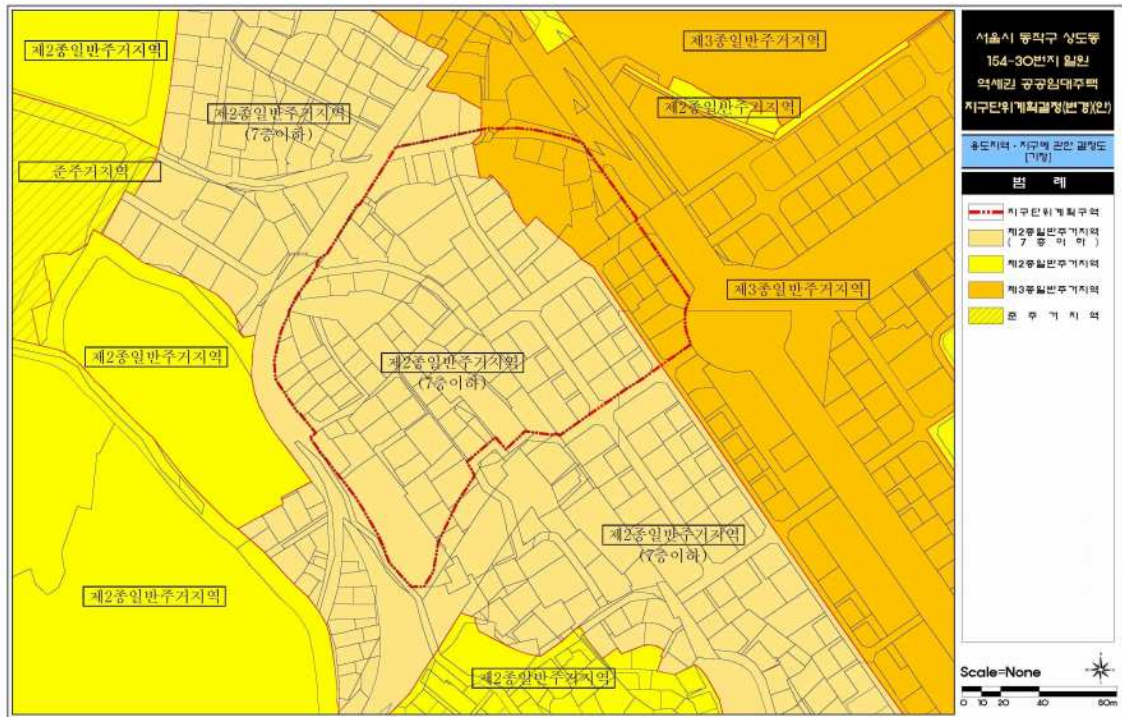 제2종일반주거지역
제2종일반주거지역
(7층이하)
준주거지역
제3종일반주거지역
제2종일반주거지역
제3종일반주거지역
제2종일반주거지역
제2종일반주거지역
(7층이하)
제2종일반주거지역
(7층이하)
제2종일반주거지역
제2종일반주거지역
서울시 동작구 상도동
154-30번지 일원
역세권 공공임대주택
지구단위계획결정(변경)(안)
용도지역·지구에 관한 결정도
[기정]
범 례
지구단위계획구역
제2종일반주거지역
(7층이하)
제2종일반주거지역
제3종일반주거지역
준주거지역
Scale=None
0 10 20 40 80m